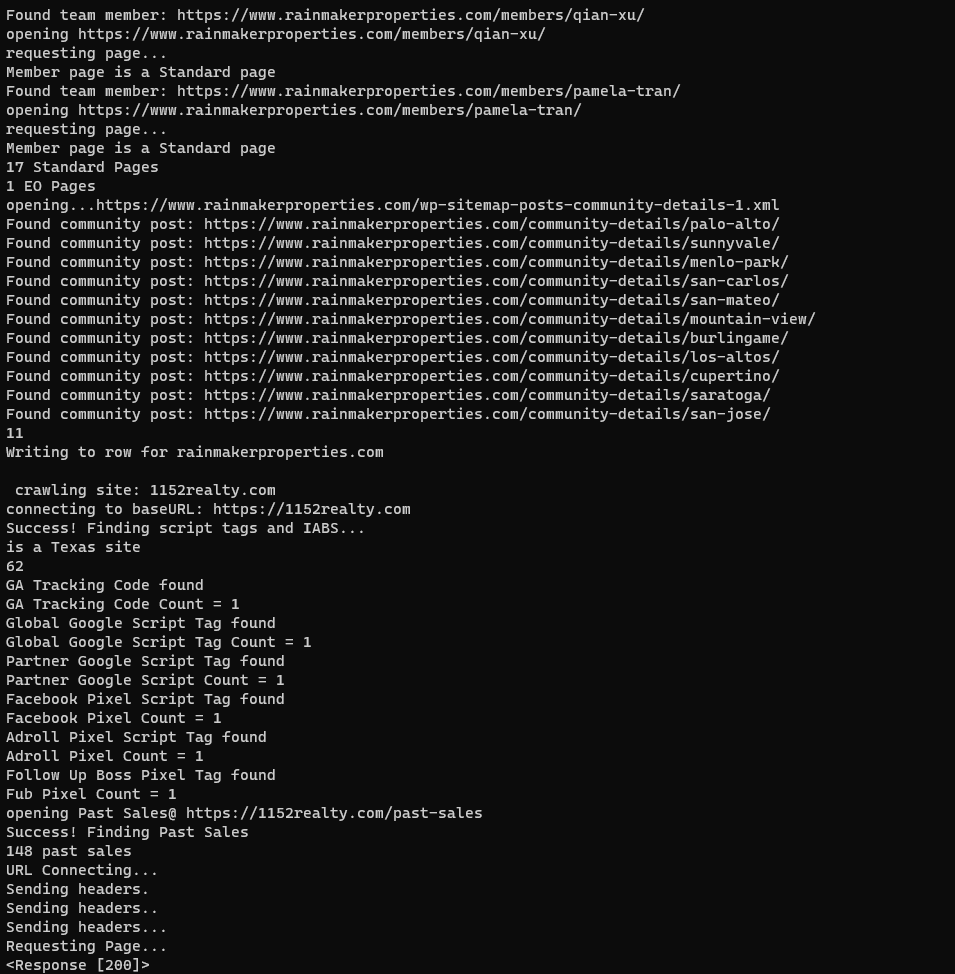 Found team member: https://www.rainmakerproperties.com/members/qian-xu/
opening https://www.rainmakerproperties.com/members/qian-xu/
requesting page...
Member page is a Standard page
Found team member: https://www.rainmakerproperties.com/members/pamela-tran/
opening https://www.rainmakerproperties.com/members/pamela-tran/
requesting page...
Member page is a Standard page
17 Standard Pages
1 EO Pages
opening...https://www.rainmakerproperties.com/wp-sitemap-posts-community-details-1.xml
Found community post: https://www.rainmakerproperties.com/community-details/palo-alto/
Found community post: https://www.rainmakerproperties.com/community-details/sunnyvale/
Found community post: https://www.rainmakerproperties.com/community-details/menlo-park/
Found community post: https://www.rainmakerproperties.com/community-details/san-carlos/
Found community post: https://www.rainmakerproperties.com/community-details/san-mateo/
Found community post: https://www.rainmakerproperties.com/community-details/mountain-view/
Found community post: https://www.rainmakerproperties.com/community-details/burlingame/
Found community post: https://www.rainmakerproperties.com/community-details/los-altos/
Found community post: https://www.rainmakerproperties.com/community-details/cupertino/
Found community post: https://www.rainmakerproperties.com/community-details/saratoga/
Found community post: https://www.rainmakerproperties.com/community-details/san-jose/
11
Writing to row for rainmakerproperties.com
crawling site: 1152realty.com
connecting to baseURL: https://1152realty.com
Success! Finding script tags and IABS...
is a Texas site
62
GA Tracking Code found
GA Tracking Code Count = 1
Global Google Script Tag found
Global Google Script Tag Count = 1
Partner Google Script Tag found
Partner Google Script Count = 1
Facebook Pixel Script Tag found
Facebook Pixel Count = 1
Adroll Pixel Script Tag found
Adroll Pixel Count = 1
Follow Up Boss Pixel Tag found
Fub Pixel Count = 1
opening Past Sales@ https://1152realty.com/past-sales
Success! Finding Past Sales
148 past sales
URL Connecting...
Sending headers.
Sending headers..
Sending headers...
Requesting Page...
<Response [200]>